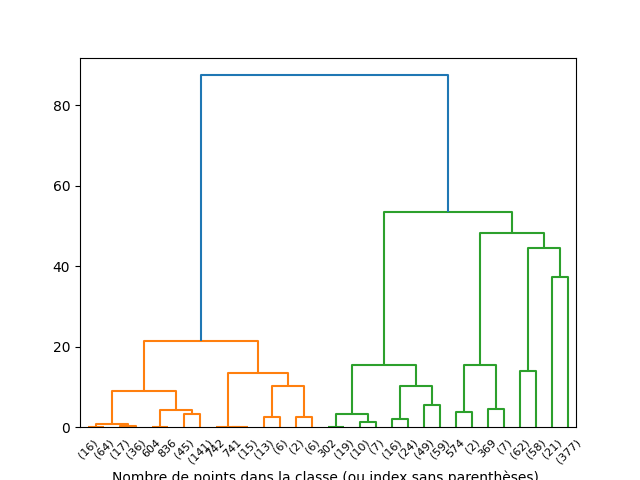 80
60
40
20
0
(16) (64) (17) (36) 604 836 (45) (141) 742 741 (15) (13) (6) (2) (6) 302 (19) (10) (7) (16) (24) (49) (59) 574 (2) 369 (7) (62) (58) (21) (377)
Nombre de points dans la classe (ou index sans parenthèses)